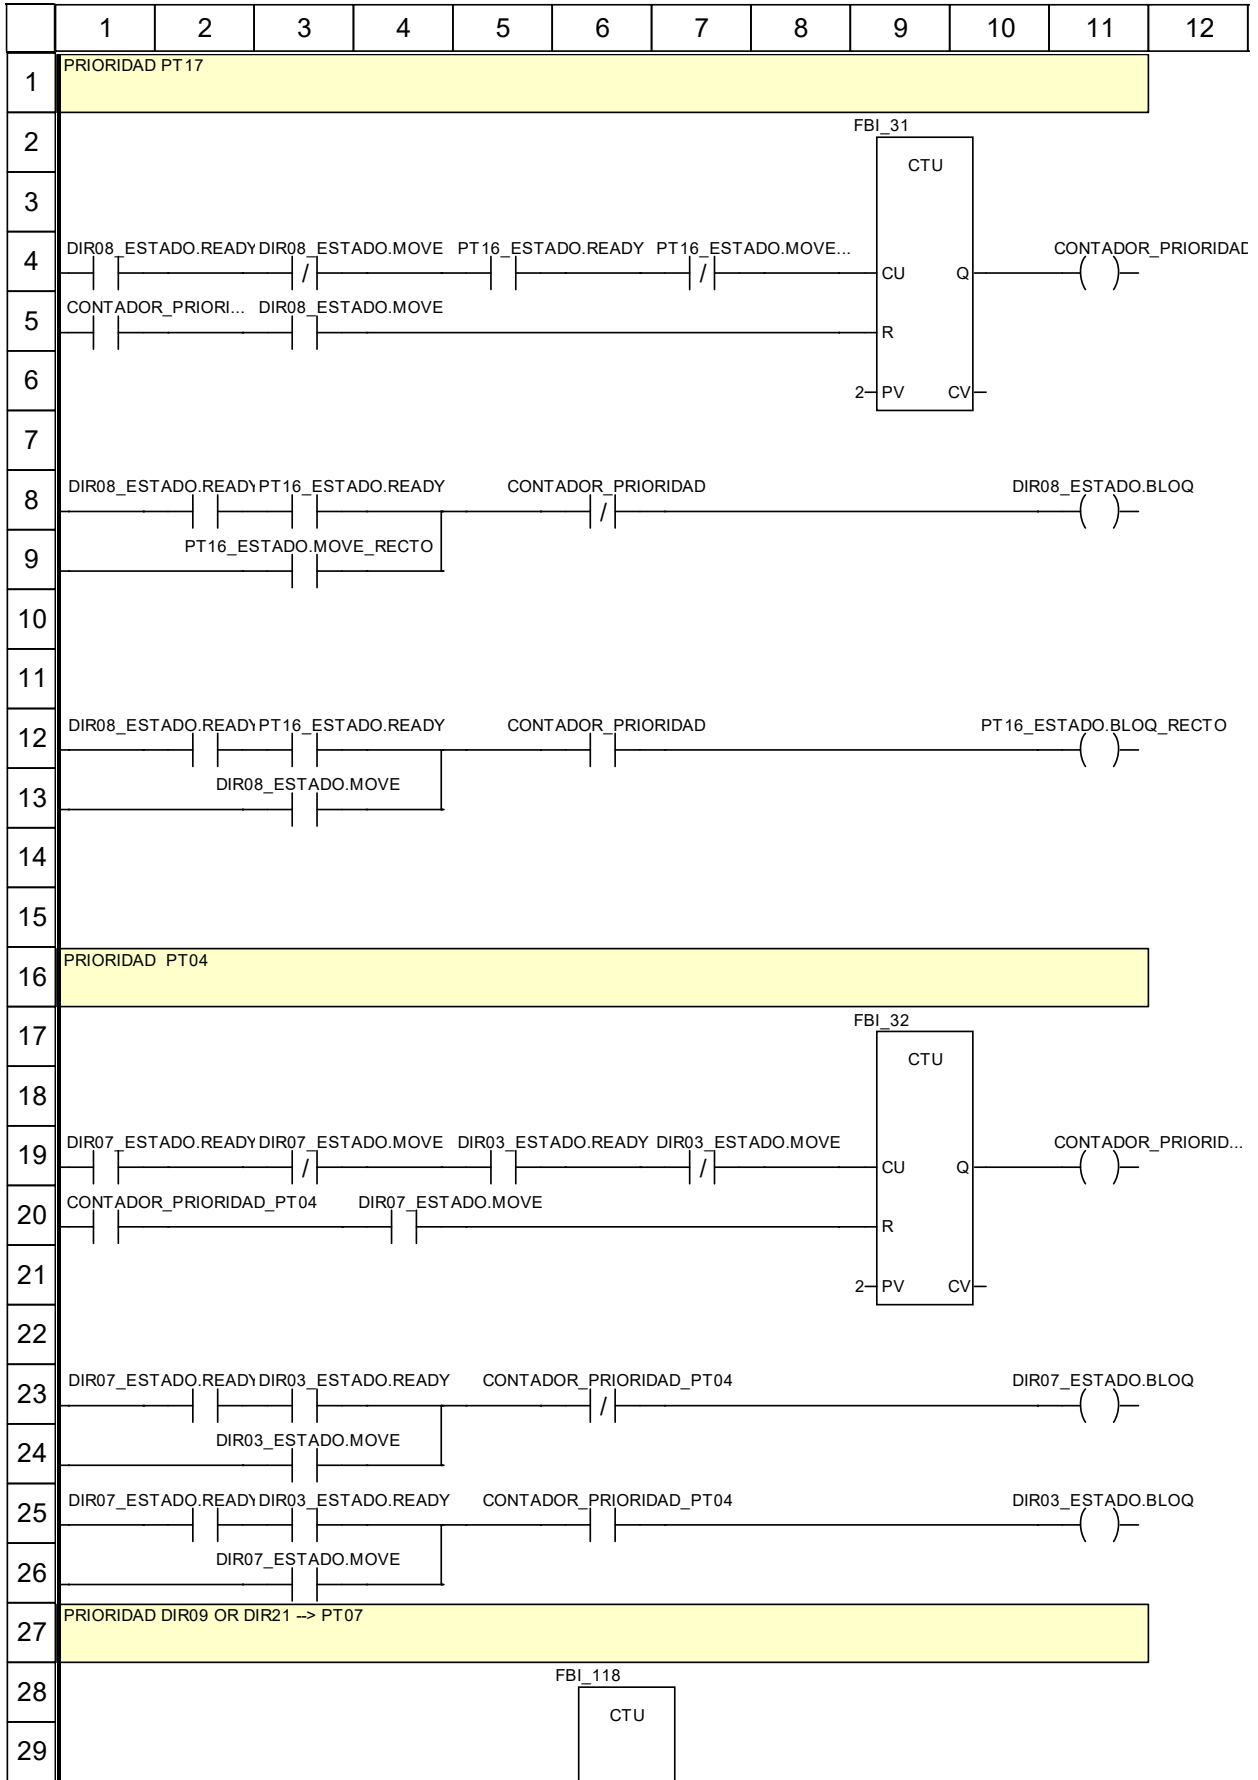 1 2 3 4 5 6 7 8 9 10 11 12
1 PRIORIDAD PT17
FBI_31
2 CTU
3
DIR08_ESTADO.READY DIR08_ESTADO.MOVE PT16_ESTADO.READY PT16_ESTADO.MOVE... CONTADOR_PRIORIDAD
4 / / CU Q ( )
CONTADOR_PRIORI... DIR08_ESTADO.MOVE
5 R
6 2 PV CV
7
DIR08_ESTADO.READY PT16_ESTADO.READY CONTADOR_PRIORIDAD DIR08_ESTADO.BLOQ
8 / ( )
PT16_ESTADO.MOVE_RECTO
9
10
11
DIR08_ESTADO.READY PT16_ESTADO.READY CONTADOR_PRIORIDAD PT16_ESTADO.BLOQ_RECTO
12 ( )
DIR08_ESTADO.MOVE
13
14
15
16 PRIORIDAD PT04
FBI_32
17 CTU
18
DIR07_ESTADO.READY DIR07_ESTADO.MOVE DIR03_ESTADO.READY DIR03_ESTADO.MOVE CONTADOR_PRIORID...
19 / / CU Q ( )
CONTADOR_PRIORIDAD_PT04 DIR07_ESTADO.MOVE
20 R
21 2 PV CV
22
DIR07_ESTADO.READY DIR03_ESTADO.READY CONTADOR_PRIORIDAD_PT04 DIR07_ESTADO.BLOQ
23 / ( )
DIR03_ESTADO.MOVE
24
DIR07_ESTADO.READY DIR03_ESTADO.READY CONTADOR_PRIORIDAD_PT04 DIR03_ESTADO.BLOQ
25 ( )
DIR07_ESTADO.MOVE
26
27 PRIORIDAD DIR09 OR DIR21 --> PT07
FBI_118
28 CTU
29